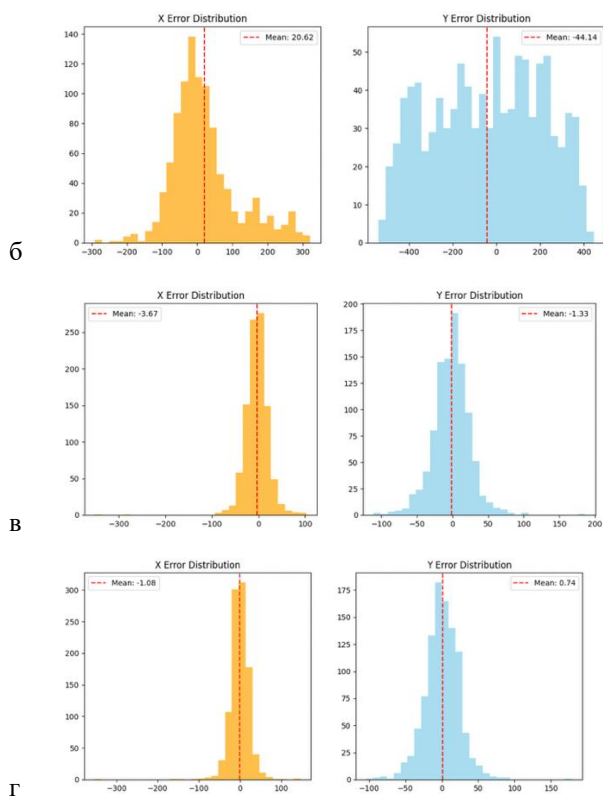 X Error Distribution
Mean: 20.62
140
120
100
80
60
40
20
0
−300 −200 −100 0 100 200 300
Y Error Distribution
Mean: -44.14
50
40
30
20
10
0
−400 −200 0 200 400
б
X Error Distribution
Mean: -3.67
250
200
150
100
50
0
−300 −200 −100 0 100
Y Error Distribution
Mean: -1.33
200
175
150
125
100
75
50
25
0
−100 −50 0 50 100 150 200
в
X Error Distribution
Mean: -1.08
300
250
200
150
100
50
0
−300 −200 −100 0 100
Y Error Distribution
Mean: 0.74
175
150
125
100
75
50
25
0
−100 −50 0 50 100 150
г